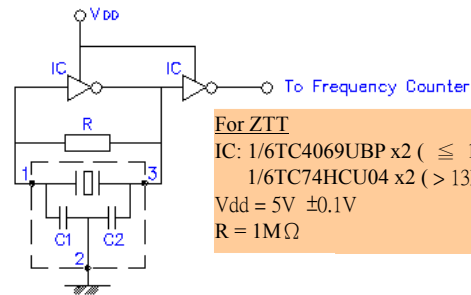 VDD
IC
IC
To Frequency Counter
R
For ZTT
IC: 1/6TC4069UBP x2 ( ≦
1/6TC74HCU04 x2 ( > 13
Vdd = 5V ±0.1V
R = 1MΩ
1
3
C1
C2
2